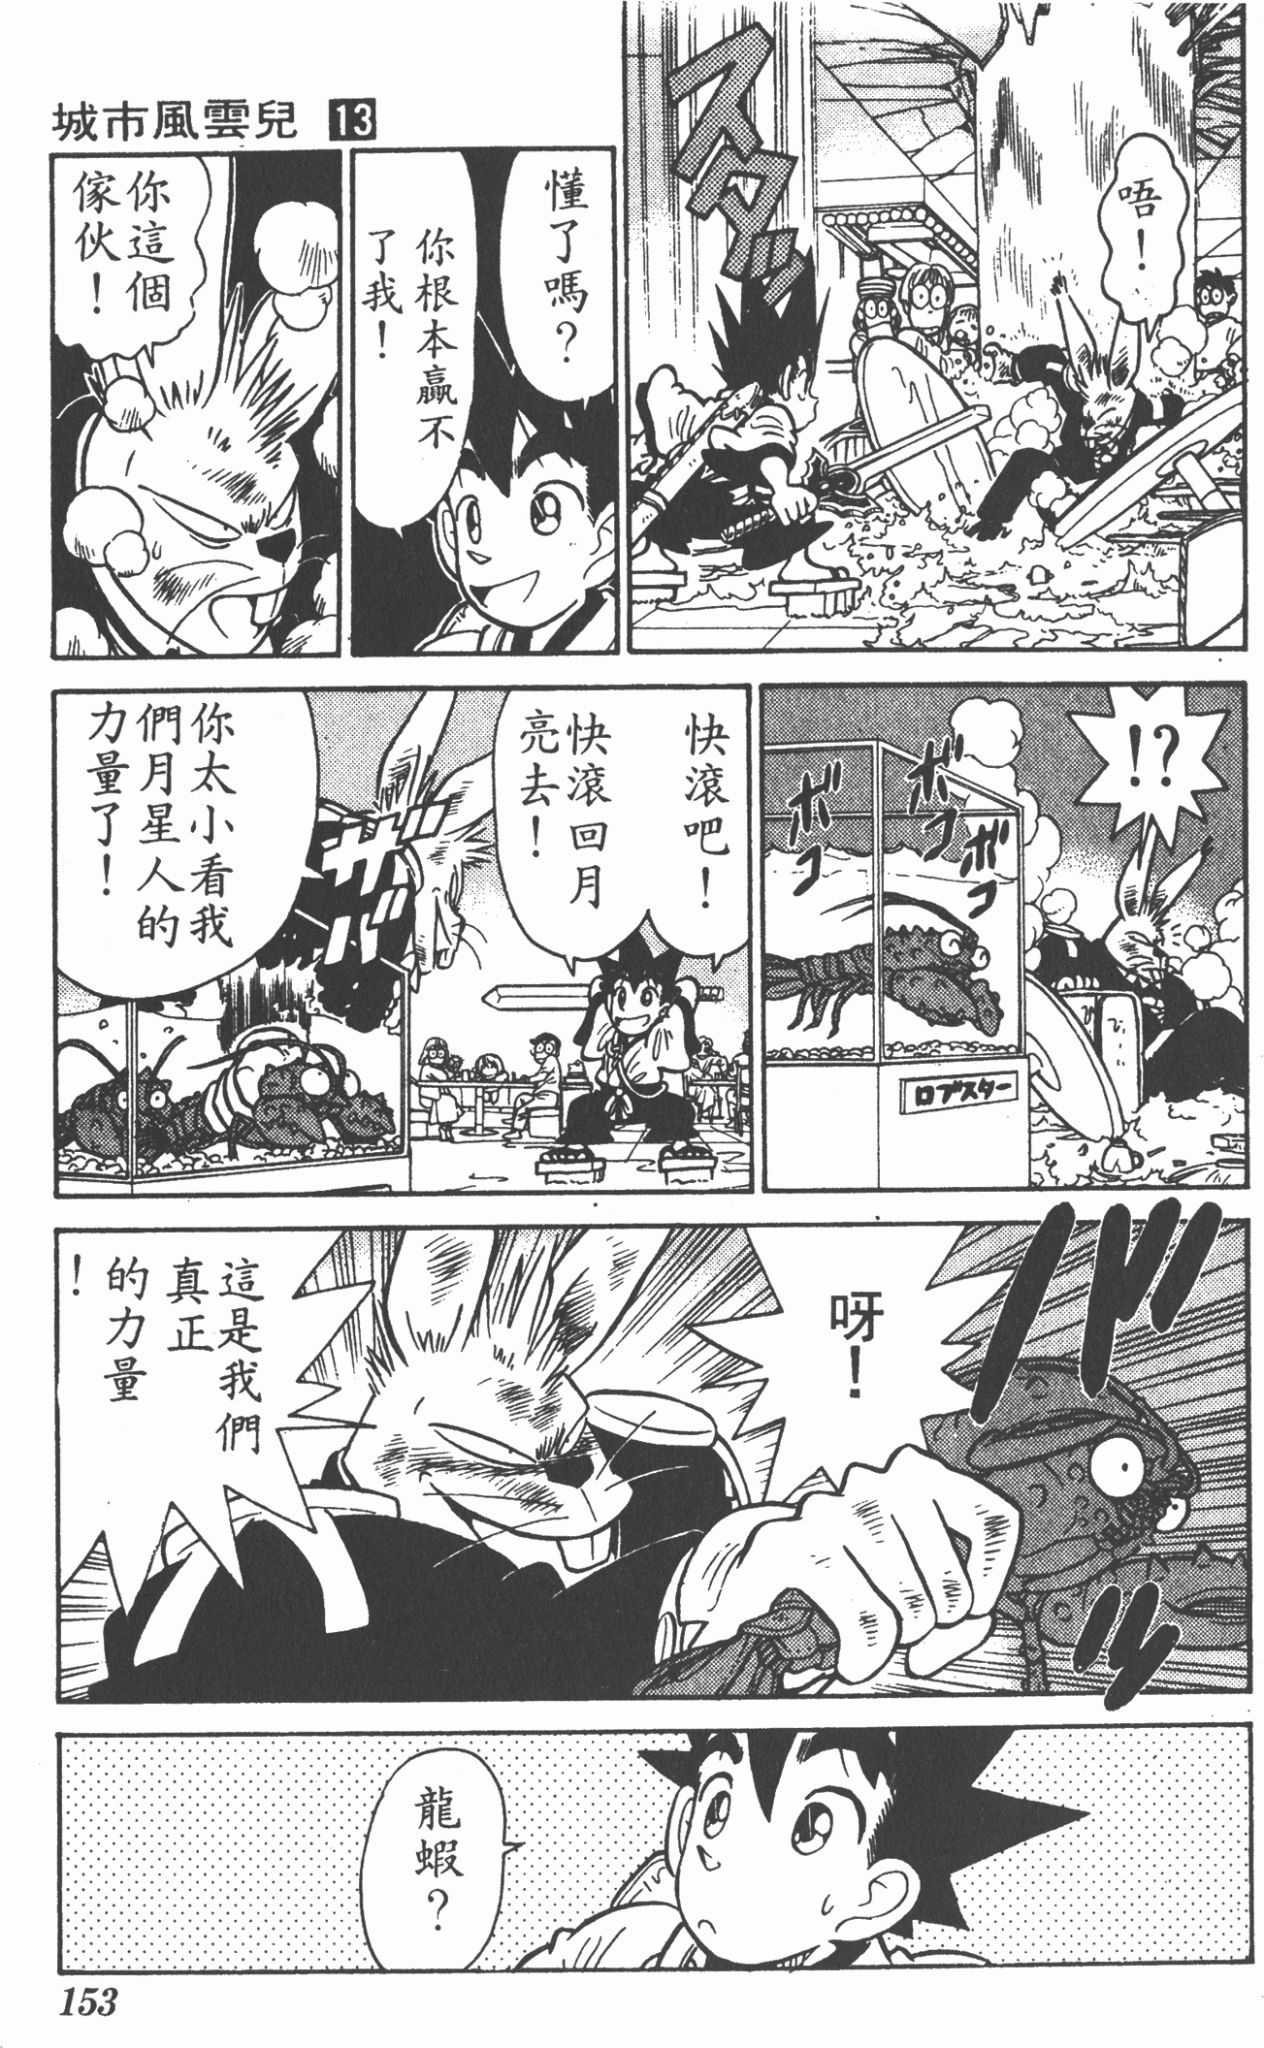 城市風雲兒 13
唔！
スタッ
懂了嗎？
你根本贏不
了我！
你這個
傢伙！
！？
ボコ
ボコ
ボコ
ロブスター
快滾吧！
快滾回月
亮去！
ザバ
你太小看我
們月星人的
力量了！
バッ
呀！
這是我們
真正
的力量
！
龍蝦？
153